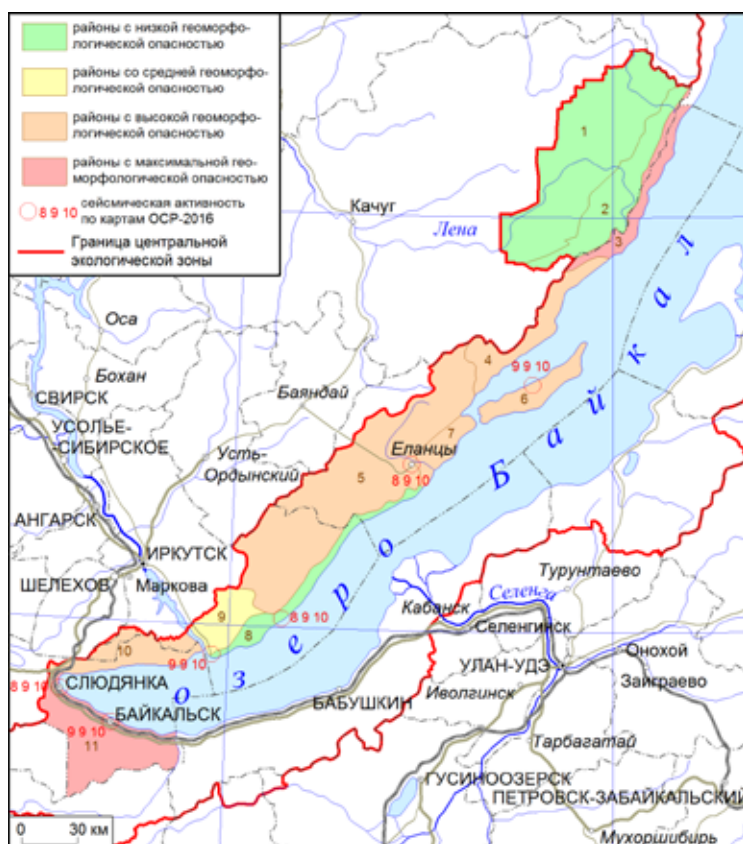 районы с низкой геоморфо-
логической опасностью
районы со средней геоморфо-
логической опасностью
районы с высокой геоморфо-
логической опасностью
районы с максимальной гео-
морфологической опасностью
8 9 10 сейсмическая активность
по картам ОСР-2016
Граница центральной
экологической зоны
1
Качуг
Лена
2
3
Оса
Бохан
Баяндай
4
9 9 10
6
СВИРСК
УСОЛЬЕ-
-СИБИРСКОЕ
Усть-
Ордынский
Еланцы
7
8 9 10
5
АНГАРСК
ИРКУТСК
ШЕЛЕХОВ
Маркова
9
8
8 9 10
10
9 9 10
8 9 10
СЛЮДЯНКА
БАЙКАЛЬСК
9 9 10
11
озеро Байкал
БАБУШКИН
Кабанск
Селенга
Селенгинск
Турунтаево
УЛАН-УДЭ
Онохой
Заиграево
Иволгинск
Тарбагатай
ГУСИНООЗЕРСК
ПЕТРОВСК-ЗАБАЙКАЛЬСКИЙ
Мухоршибирь
0 30 км